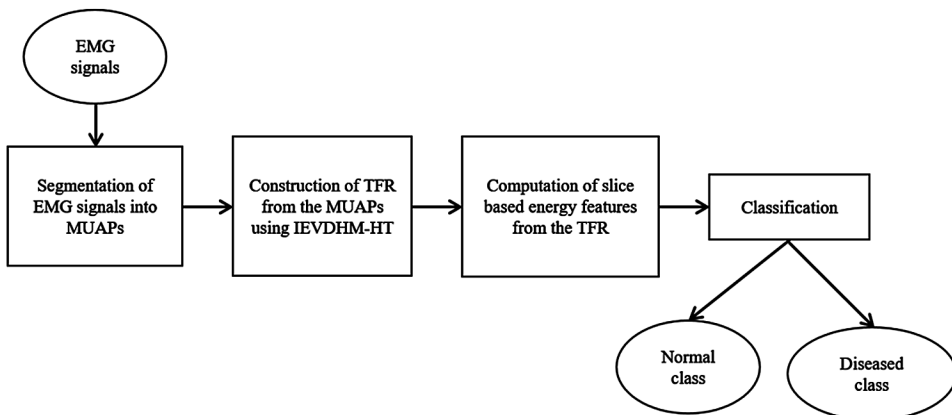 EMG
signals
Segmentation of
EMG signals into
MUAPs
Construction of TFR
from the MUAPs
using IEVDHM-HT
Computation of slice
based energy features
from the TFR
Classification
Normal
class
Diseased
class